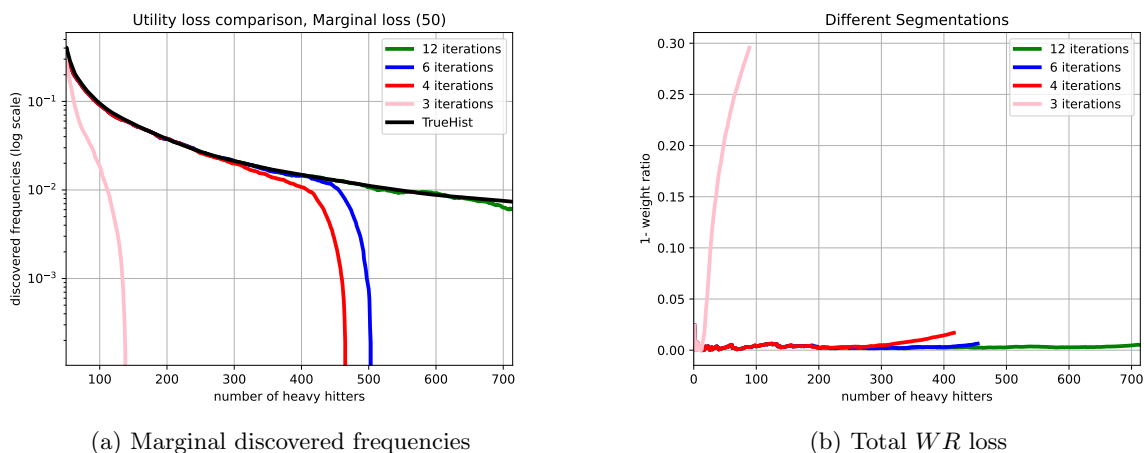 Utility loss comparison, Marginal loss (50)
12 iterations
6 iterations
4 iterations
3 iterations
TrueHist
discovered frequencies (log scale)
10⁻¹
10⁻²
10⁻³
100 200 300 400 500 600 700
number of heavy hitters
(a) Marginal discovered frequencies
Different Segmentations
12 iterations
6 iterations
4 iterations
3 iterations
1- weight ratio
0.30
0.25
0.20
0.15
0.10
0.05
0.00
0 100 200 300 400 500 600 700
number of heavy hitters
(b) Total WR loss